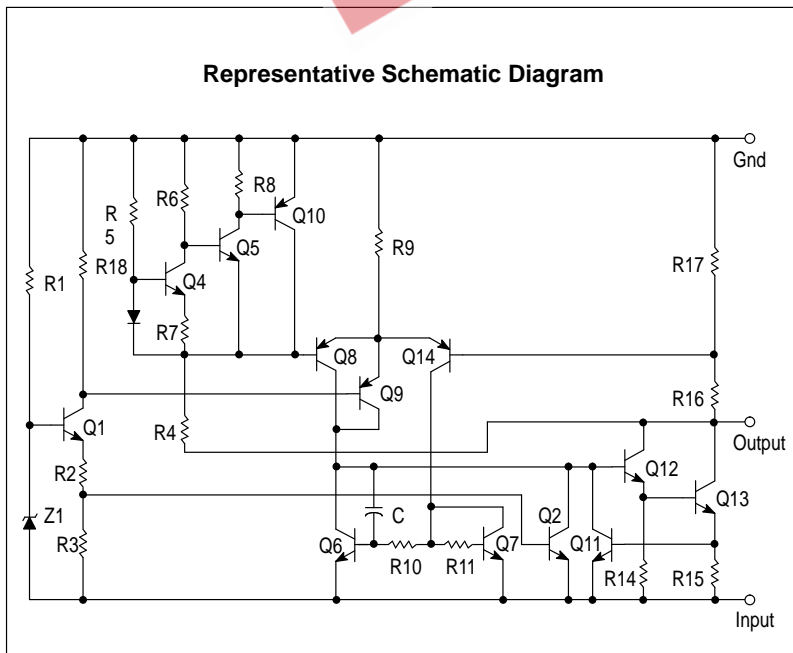 Representative Schematic Diagram
Gnd
R6
R8
R
5
Q10
Q5
R9
R18
R17
R1
Q4
R7
Q8
Q14
Q9
R16
Q1
R4
Output
R2
Q12
Q13
Z1
C
Q2
R3
Q6
Q7
Q11
R10
R11
R14
R15
Input